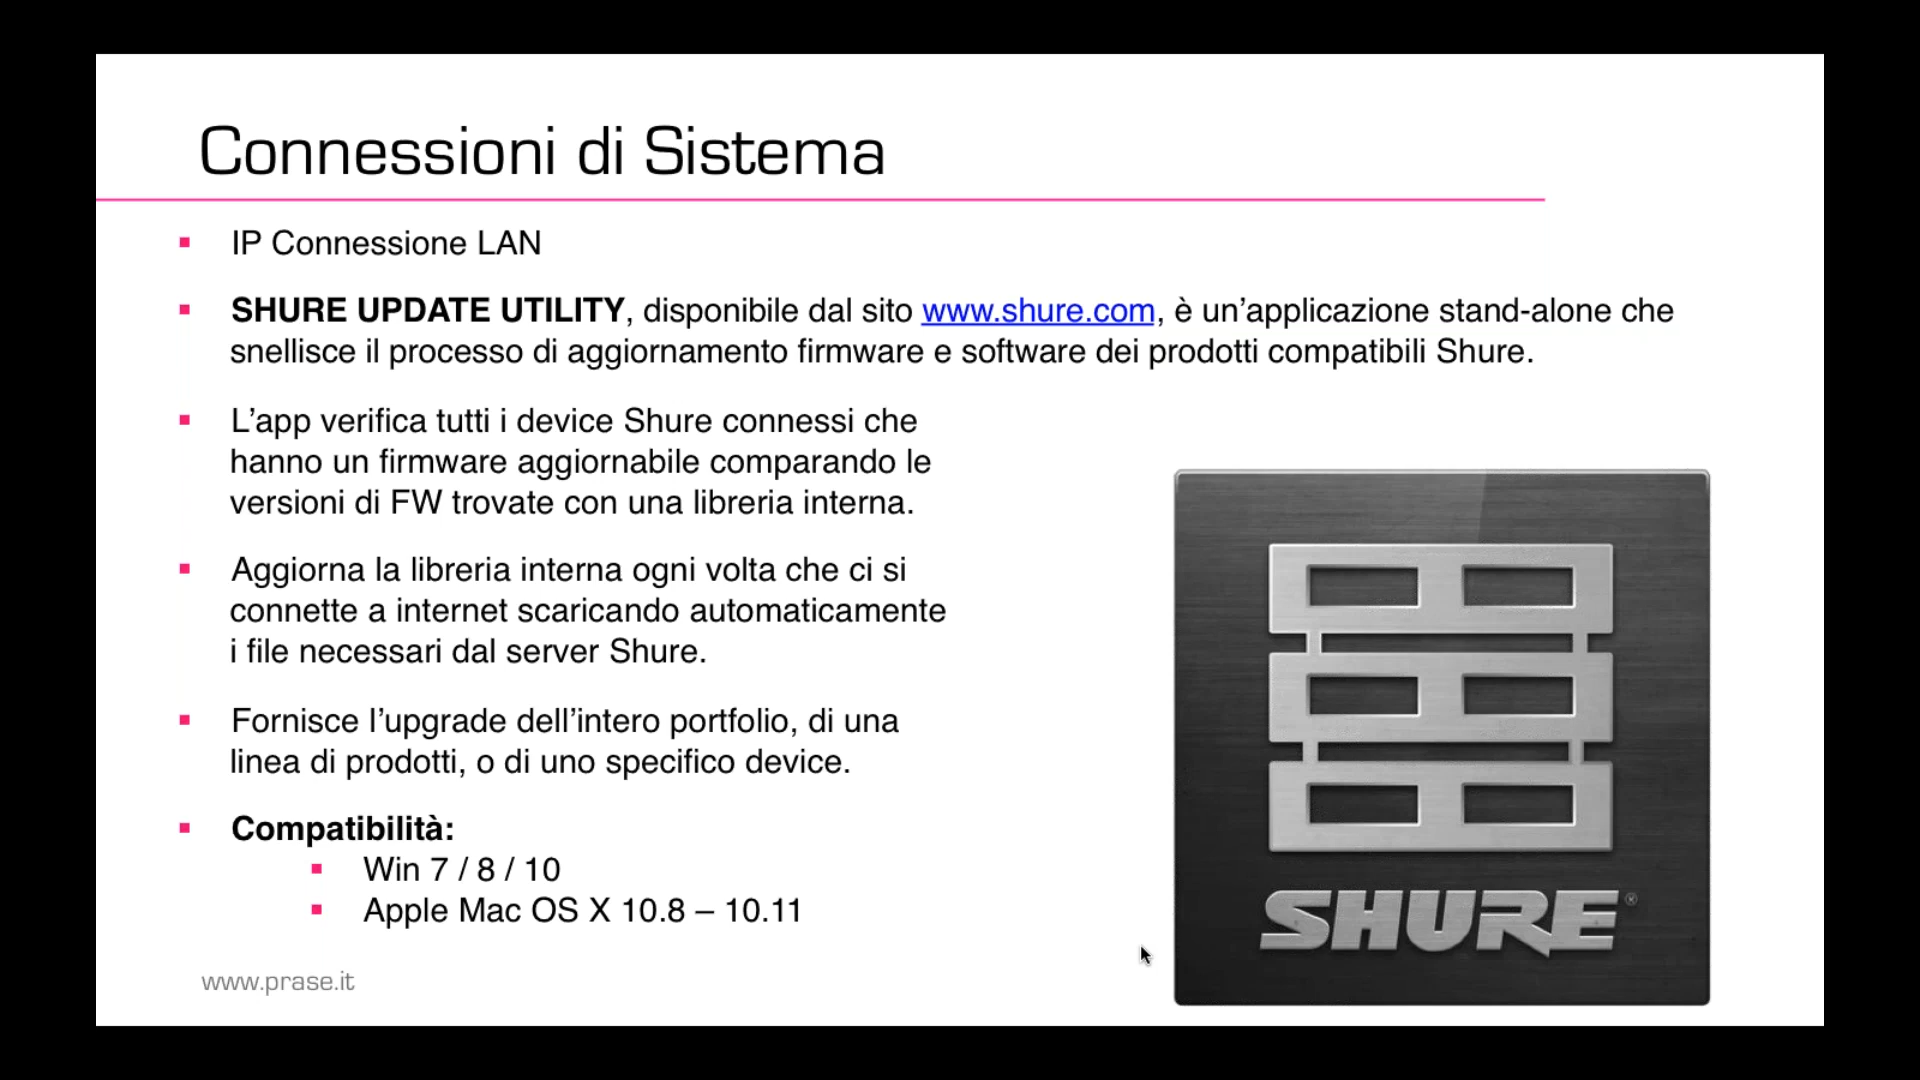 Connessioni di Sistema
IP Connessione LAN
SHURE UPDATE UTILITY, disponibile dal sito www.shure.com, è un’applicazione stand-alone che
snellisce il processo di aggiornamento firmware e software dei prodotti compatibili Shure.
L’app verifica tutti i device Shure connessi che
hanno un firmware aggiornabile comparando le
versioni di FW trovate con una libreria interna.
Aggiorna la libreria interna ogni volta che ci si
connette a internet scaricando automaticamente
i file necessari dal server Shure.
Fornisce l’upgrade dell’intero portfolio, di una
linea di prodotti, o di uno specifico device.
Compatibilità:
Win 7 / 8 / 10
Apple Mac OS X 10.8 – 10.11
SHURE®
www.prase.it